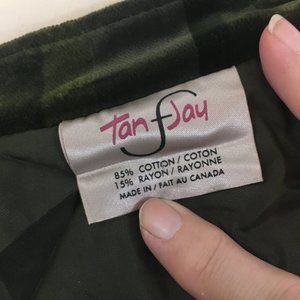 Tan Jay
85% COTTON / COTON
15% RAYON / RAYONNE
MADE IN / FAIT AU CANADA